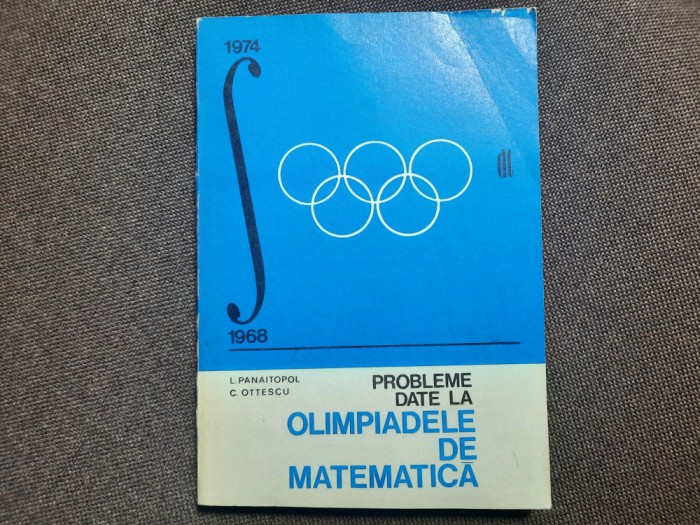 1974
1968
L. PANAITOPOL
C. OTTESCU
PROBLEME
DATE LA
OLIMPIADELE
DE
MATEMATICĂ